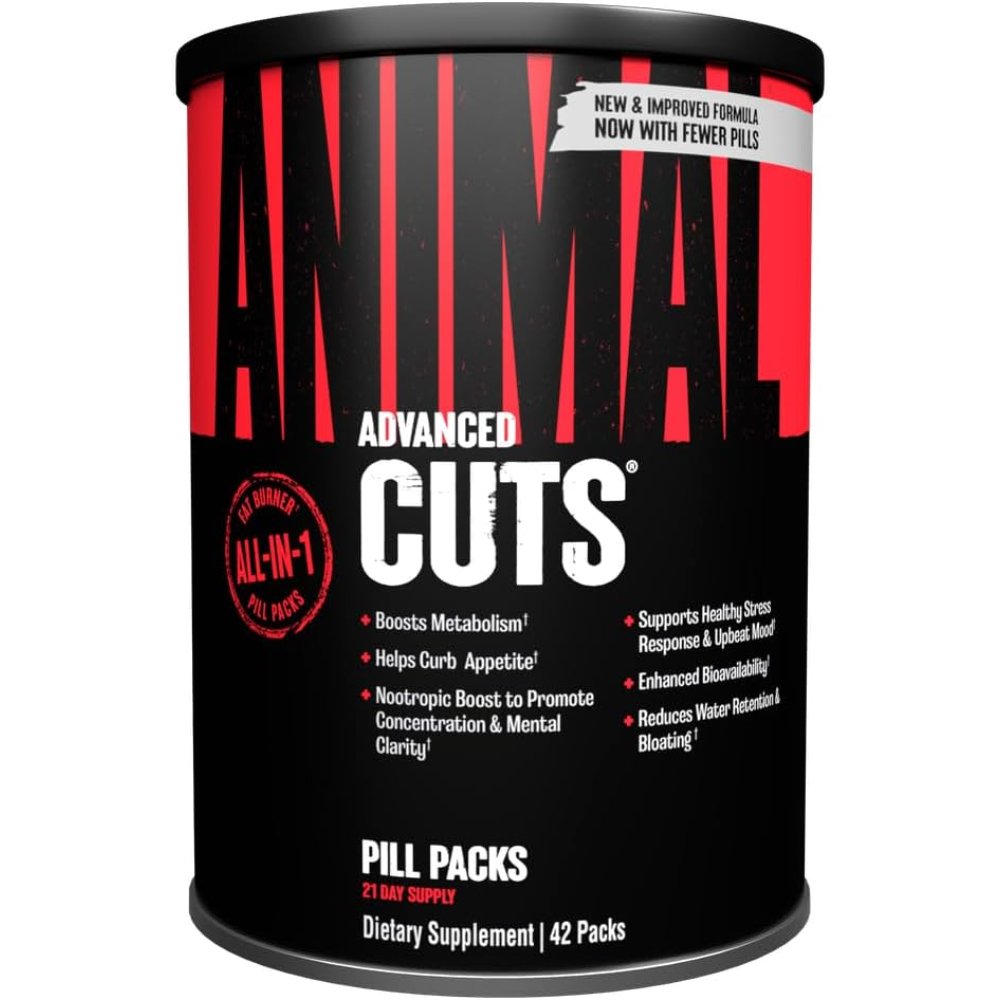 ANIMAL
NEW & IMPROVED FORMULA
NOW WITH FEWER PILLS
ADVANCED
CUTS®
FAT BURNER†
ALL-IN-1
PILL PACKS
+ Boosts Metabolism†
+ Helps Curb Appetite†
+ Nootropic Boost to Promote
Concentration & Mental
Clarity†
+ Supports Healthy Stress
Response & Upbeat Mood†
+ Enhanced Bioavailability†
+ Reduces Water Retention &
Bloating†
PILL PACKS
21 DAY SUPPLY
Dietary Supplement | 42 Packs